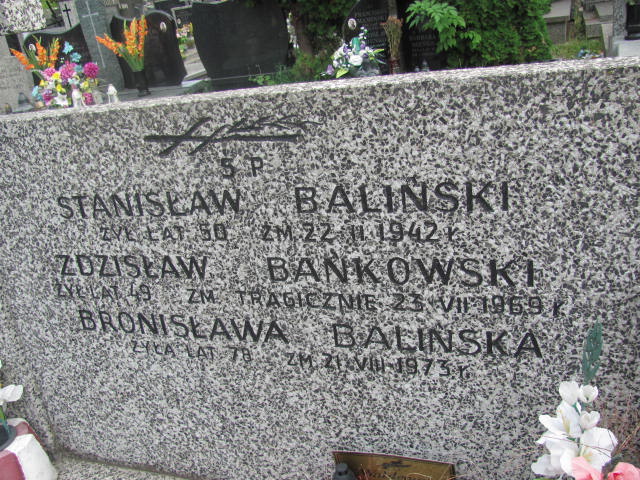 Ś P
STANISŁAW BALIŃSKI
ŻYŁ LAT 50 ZM. 22 II 1942 r.
ZDZISŁAW BAŃKOWSKI
ŻYŁ LAT 49 ZM. TRAGICZNIE 23 VII 1969 r.
BRONISŁAWA BALIŃSKA
ŻYŁA LAT 78 ZM. 21 VIII 1973 r.